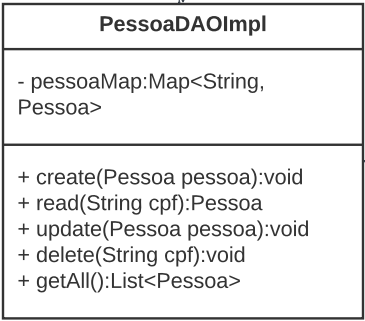 PessoaDAOImpl
- pessoaMap:Map<String,
Pessoa>
+ create(Pessoa pessoa):void
+ read(String cpf):Pessoa
+ update(Pessoa pessoa):void
+ delete(String cpf):void
+ getAll():List<Pessoa>